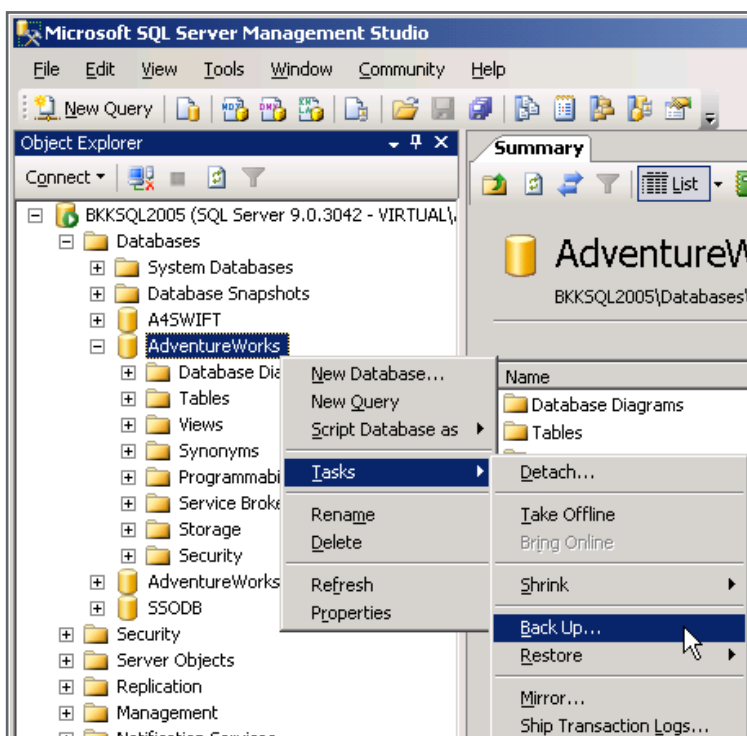 Microsoft SQL Server Management Studio
File Edit View Tools Window Community Help
New Query
Object Explorer
Connect
BKKSQL2005 (SQL Server 9.0.3042 - VIRTUAL\
Databases
System Databases
Database Snapshots
A4SWIFT
AdventureWorks
Database Dia
Tables
Views
Synonyms
Programmabi
Service Broke
Storage
Security
AdventureWorks
SSODB
Security
Server Objects
Replication
Management
Notification Services
New Database...
New Query
Script Database as
Tasks
Rename
Delete
Refresh
Properties
Summary
List
AdventureW
BKKSQL2005\Databases\
Name
Database Diagrams
Tables
Detach...
Take Offline
Bring Online
Shrink
Back Up...
Restore
Mirror...
Ship Transaction Logs...